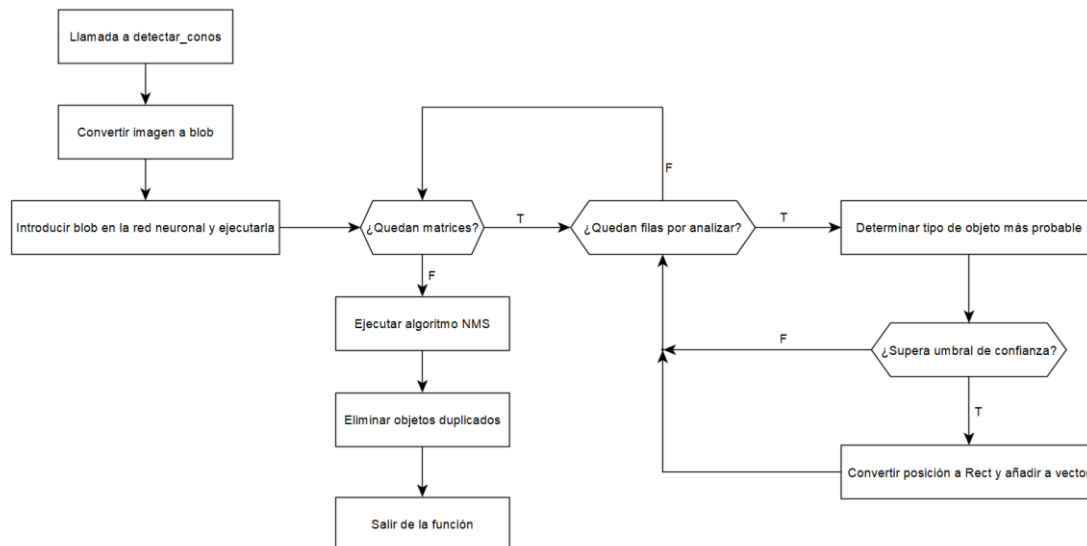 Llamada a detectar_conos
Convertir imagen a blob
F
Introducir blob en la red neuronal y ejecutarla
¿Quedan matrices?
T
¿Quedan filas por analizar?
T
Determinar tipo de objeto más probable
F
Ejecutar algoritmo NMS
F
¿Supera umbral de confianza?
T
Eliminar objetos duplicados
Convertir posición a Rect y añadir a vector
Salir de la función